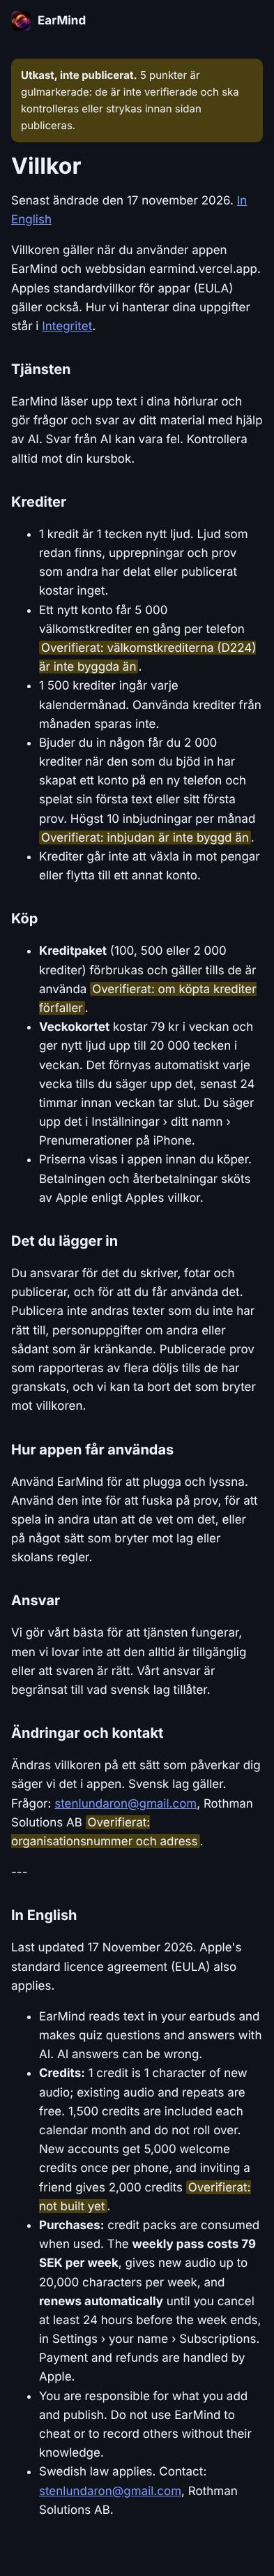 EarMind
Utkast, inte publicerat. 5 punkter är
gulmarkerade: de är inte verifierade och ska
kontrolleras eller strykas innan sidan
publiceras.
Villkor
Senast ändrade den 17 november 2026. In
English
Villkoren gäller när du använder appen
EarMind och webbsidan earmind.vercel.app.
Apples standardvillkor för appar (EULA)
gäller också. Hur vi hanterar dina uppgifter
står i Integritet.
Tjänsten
EarMind läser upp text i dina hörlurar och
gör frågor och svar av ditt material med hjälp
av AI. Svar från AI kan vara fel. Kontrollera
alltid mot din kursbok.
Krediter
• 1 kredit är 1 tecken nytt ljud. Ljud som
redan finns, upprepningar och prov
som andra har delat eller publicerat
kostar inget.
• Ett nytt konto får 5 000
välkomstkrediter en gång per telefon
Overifierat: välkomstkrediterna (D224)
är inte byggda än.
• 1 500 krediter ingår varje
kalendermånad. Oanvända krediter från
månaden sparas inte.
• Bjuder du in någon får du 2 000
krediter när den som du bjöd in har
skapat ett konto på en ny telefon och
spelat sin första text eller sitt första
prov. Högst 10 inbjudningar per månad
Overifierat: inbjudan är inte byggd än.
• Krediter går inte att växla in mot pengar
eller flytta till ett annat konto.
Köp
• Kreditpaket (100, 500 eller 2 000
krediter) förbrukas och gäller tills de är
använda Overifierat: om köpta krediter
förfaller.
• Veckokortet kostar 79 kr i veckan och
ger nytt ljud upp till 20 000 tecken i
veckan. Det förnyas automatiskt varje
vecka tills du säger upp det, senast 24
timmar innan veckan tar slut. Du säger
upp det i Inställningar › ditt namn ›
Prenumerationer på iPhone.
• Priserna visas i appen innan du köper.
Betalningen och återbetalningar sköts
av Apple enligt Apples villkor.
Det du lägger in
Du ansvarar för det du skriver, fotar och
publicerar, och för att du får använda det.
Publicera inte andras texter som du inte har
rätt till, personuppgifter om andra eller
sådant som är kränkande. Publicerade prov
som rapporteras av flera döljs tills de har
granskats, och vi kan ta bort det som bryter
mot villkoren.
Hur appen får användas
Använd EarMind för att plugga och lyssna.
Använd den inte för att fuska på prov, för att
spela in andra utan att de vet om det, eller
på något sätt som bryter mot lag eller
skolans regler.
Ansvar
Vi gör vårt bästa för att tjänsten fungerar,
men vi lovar inte att den alltid är tillgänglig
eller att svaren är rätt. Vårt ansvar är
begränsat till vad svensk lag tillåter.
Ändringar och kontakt
Ändras villkoren på ett sätt som påverkar dig
säger vi det i appen. Svensk lag gäller.
Frågor: stenlundaron@gmail.com, Rothman
Solutions AB Overifierat:
organisationsnummer och adress.
---
In English
Last updated 17 November 2026. Apple's
standard licence agreement (EULA) also
applies.
• EarMind reads text in your earbuds and
makes quiz questions and answers with
AI. AI answers can be wrong.
• Credits: 1 credit is 1 character of new
audio; existing audio and repeats are
free. 1,500 credits are included each
calendar month and do not roll over.
New accounts get 5,000 welcome
credits once per phone, and inviting a
friend gives 2,000 credits Overifierat:
not built yet.
• Purchases: credit packs are consumed
when used. The weekly pass costs 79
SEK per week, gives new audio up to
20,000 characters per week, and
renews automatically until you cancel
at least 24 hours before the week ends,
in Settings › your name › Subscriptions.
Payment and refunds are handled by
Apple.
• You are responsible for what you add
and publish. Do not use EarMind to
cheat or to record others without their
knowledge.
• Swedish law applies. Contact:
stenlundaron@gmail.com, Rothman
Solutions AB.